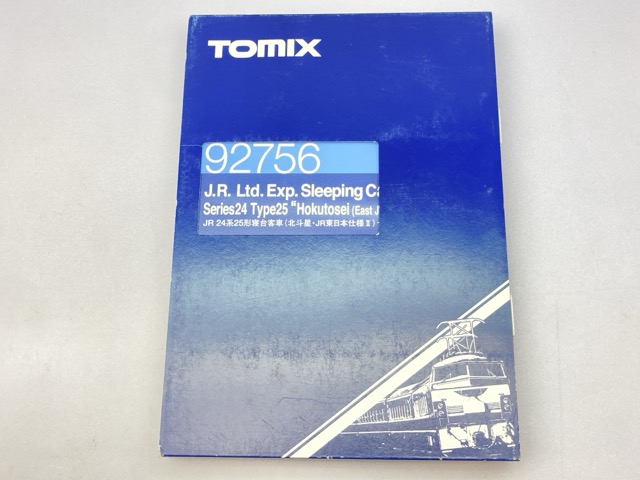 TOMIX
92756
J.R. Ltd. Exp. Sleeping Ca
Series24 Type25 "Hokutosei (East J
JR 24系25形寝台客車(北斗星・JR東日本仕様Ⅱ)